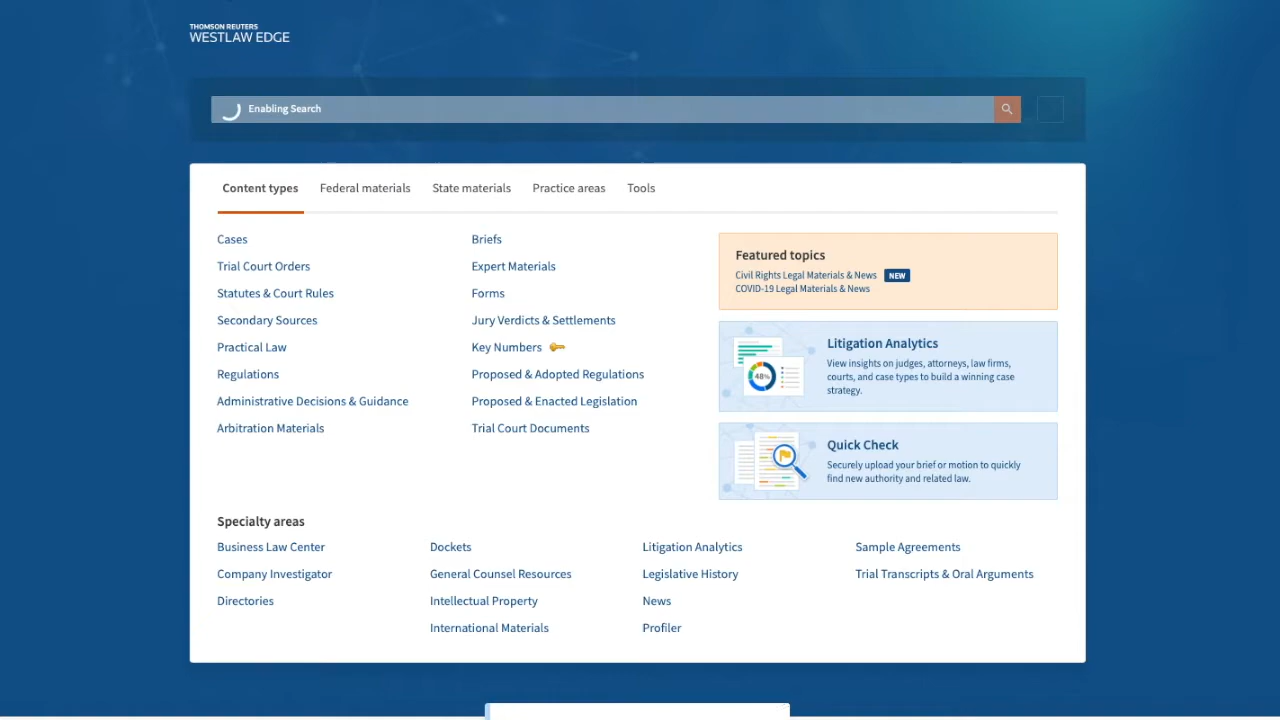 THOMSON REUTERS
WESTLAW EDGE
Enabling Search
Content types
Federal materials
State materials
Practice areas
Tools
Cases
Trial Court Orders
Statutes & Court Rules
Secondary Sources
Practical Law
Regulations
Administrative Decisions & Guidance
Arbitration Materials
Briefs
Expert Materials
Forms
Jury Verdicts & Settlements
Key Numbers
Proposed & Adopted Regulations
Proposed & Enacted Legislation
Trial Court Documents
Featured topics
Civil Rights Legal Materials & News NEW
COVID-19 Legal Materials & News
48%
Litigation Analytics
View insights on judges, attorneys, law firms,
courts, and case types to build a winning case
strategy.
Quick Check
Securely upload your brief or motion to quickly
find new authority and related law.
Specialty areas
Business Law Center
Company Investigator
Directories
Dockets
General Counsel Resources
Intellectual Property
International Materials
Litigation Analytics
Legislative History
News
Profiler
Sample Agreements
Trial Transcripts & Oral Arguments